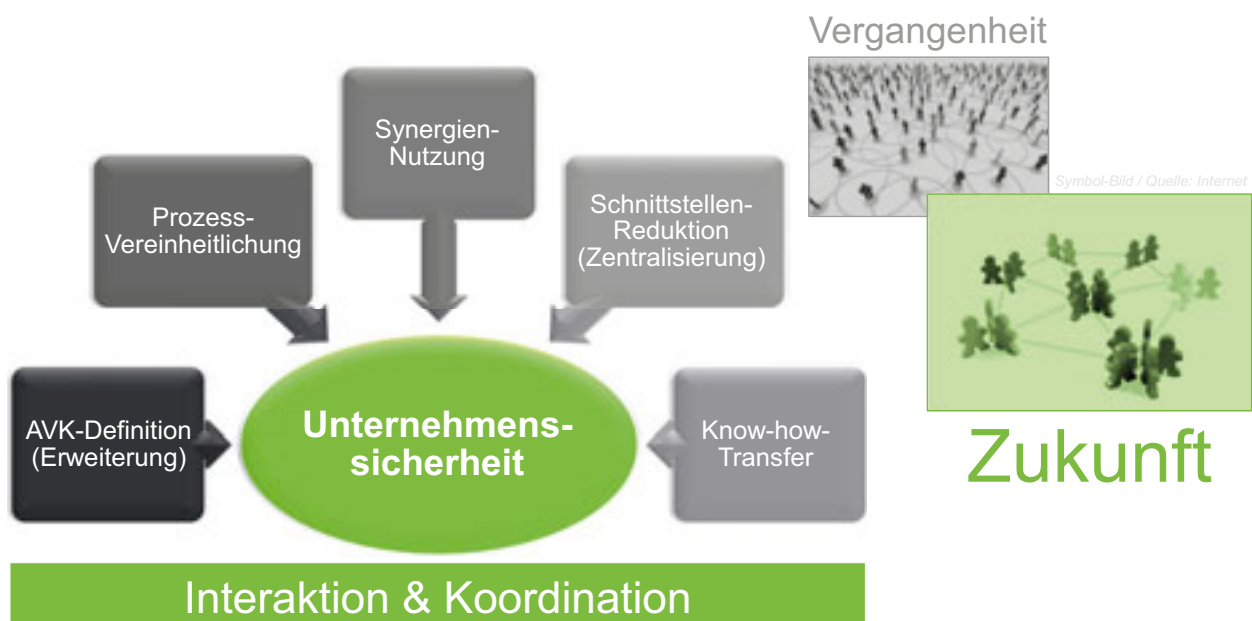 Vergangenheit
Synergien-
Nutzung
Symbol-Bild / Quelle: Internet
Prozess-
Vereinheitlichung
Schnittstellen-
Reduktion
(Zentralisierung)
AVK-Definition
(Erweiterung)
Unternehmens-
sicherheit
Know-how-
Transfer
Zukunft
Interaktion & Koordination